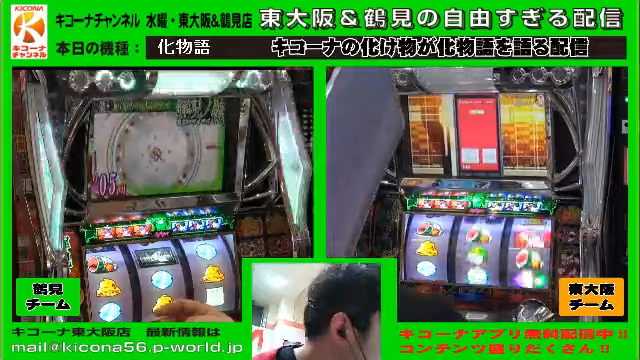 KICONA
キコーナ
チャンネル
キコーナチャンネル 水曜・東大阪&鶴見店 東大阪&鶴見の自由すぎる配信
本日の機種： 化物語 キコーナの化け物が化物語を語る配信
205
鶴見
チーム
東大阪
チーム
キコーナ東大阪店 最新情報は
mail@kicona56.p-world.jp
キコーナアプリ無料配信中!!
コンテンツ盛りだくさん!!